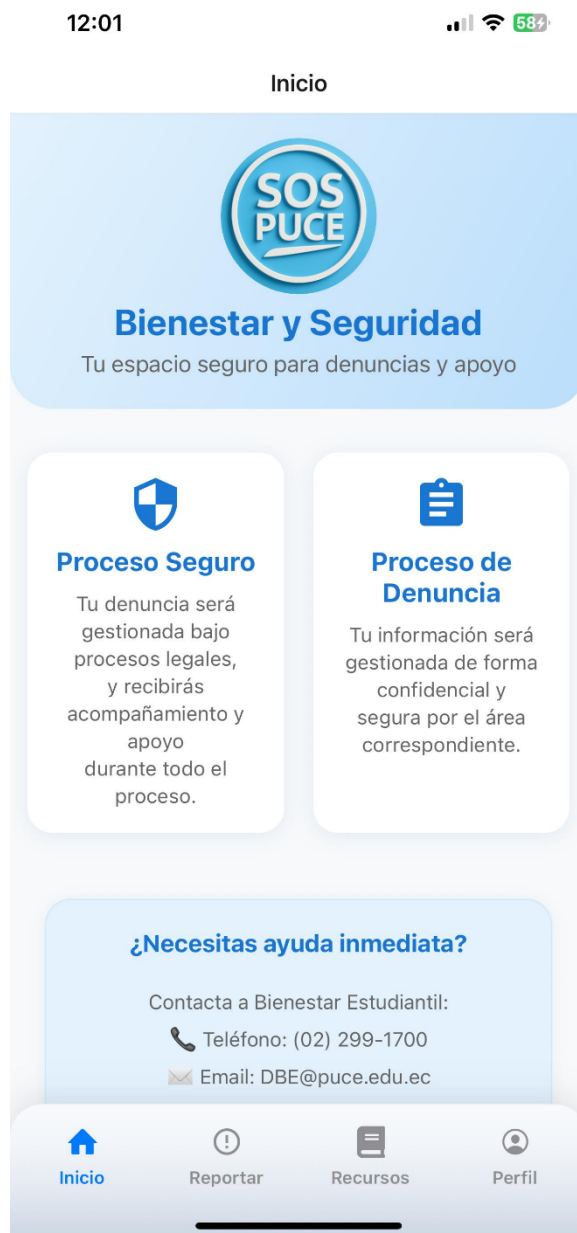 12:01
58
Inicio
SOS
PUCE
Bienestar y Seguridad
Tu espacio seguro para denuncias y apoyo
Proceso Seguro
Tu denuncia será
gestionada bajo
procesos legales,
y recibirás
acompañamiento y
apoyo
durante todo el
proceso.
Proceso de
Denuncia
Tu información será
gestionada de forma
confidencial y
segura por el área
correspondiente.
¿Necesitas ayuda inmediata?
Contacta a Bienestar Estudiantil:
📞 Teléfono: (02) 299-1700
✉️ Email: DBE@puce.edu.ec
Inicio
Reportar
Recursos
Perfil